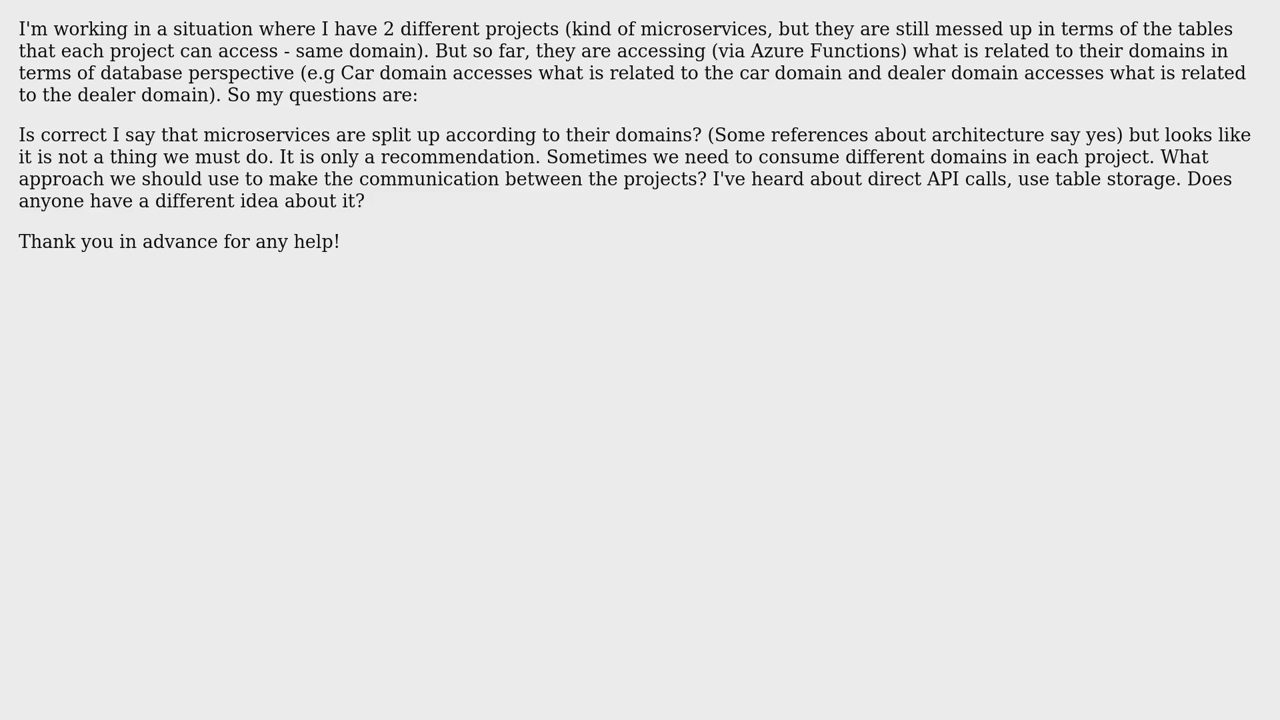 I'm working in a situation where I have 2 different projects (kind of microservices, but they are still messed up in terms of the tables
that each project can access - same domain). But so far, they are accessing (via Azure Functions) what is related to their domains in
terms of database perspective (e.g Car domain accesses what is related to the car domain and dealer domain accesses what is related
to the dealer domain). So my questions are:
Is correct I say that microservices are split up according to their domains? (Some references about architecture say yes) but looks like
it is not a thing we must do. It is only a recommendation. Sometimes we need to consume different domains in each project. What
approach we should use to make the communication between the projects? I've heard about direct API calls, use table storage. Does
anyone have a different idea about it?
Thank you in advance for any help!